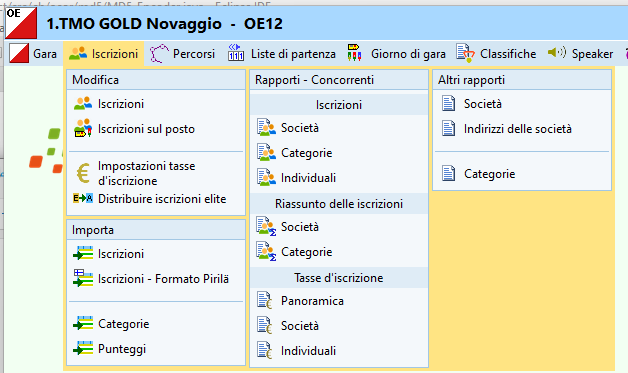 OE
1.TMO GOLD Novaggio - OE12
Gara Iscrizioni Percorsi Liste di partenza Giorno di gara Classifiche Speaker
Modifica
Iscrizioni
Iscrizioni sul posto
Impostazioni tasse
d'iscrizione
Distribuire iscrizioni elite
Importa
Iscrizioni
Iscrizioni - Formato Pirilä
Categorie
Punteggi
Rapporti - Concorrenti
Iscrizioni
Società
Categorie
Individuali
Riassunto delle iscrizioni
Società
Categorie
Tasse d'iscrizione
Panoramica
Società
Individuali
Altri rapporti
Società
Indirizzi delle società
Categorie